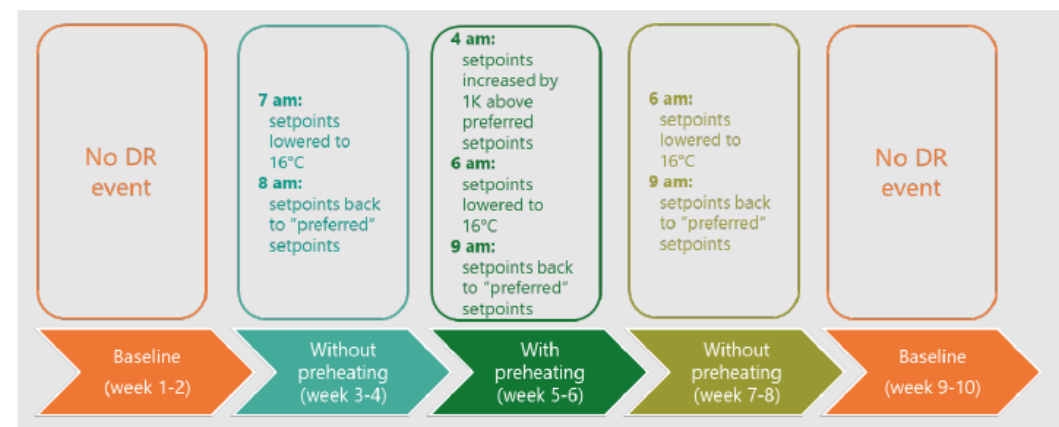 No DR
event
7 am:
setpoints
lowered to
16°C
8 am:
setpoints back
to "preferred"
setpoints
4 am:
setpoints
increased by
1K above
preferred
setpoints
6 am:
setpoints
lowered to
16°C
9 am:
setpoints back
to "preferred"
setpoints
6 am:
setpoints
lowered to
16°C
9 am:
setpoints back
to "preferred"
setpoints
No DR
event
Baseline
(week 1-2)
Without
preheating
(week 3-4)
With
preheating
(week 5-6)
Without
preheating
(week 7-8)
Baseline
(week 9-10)